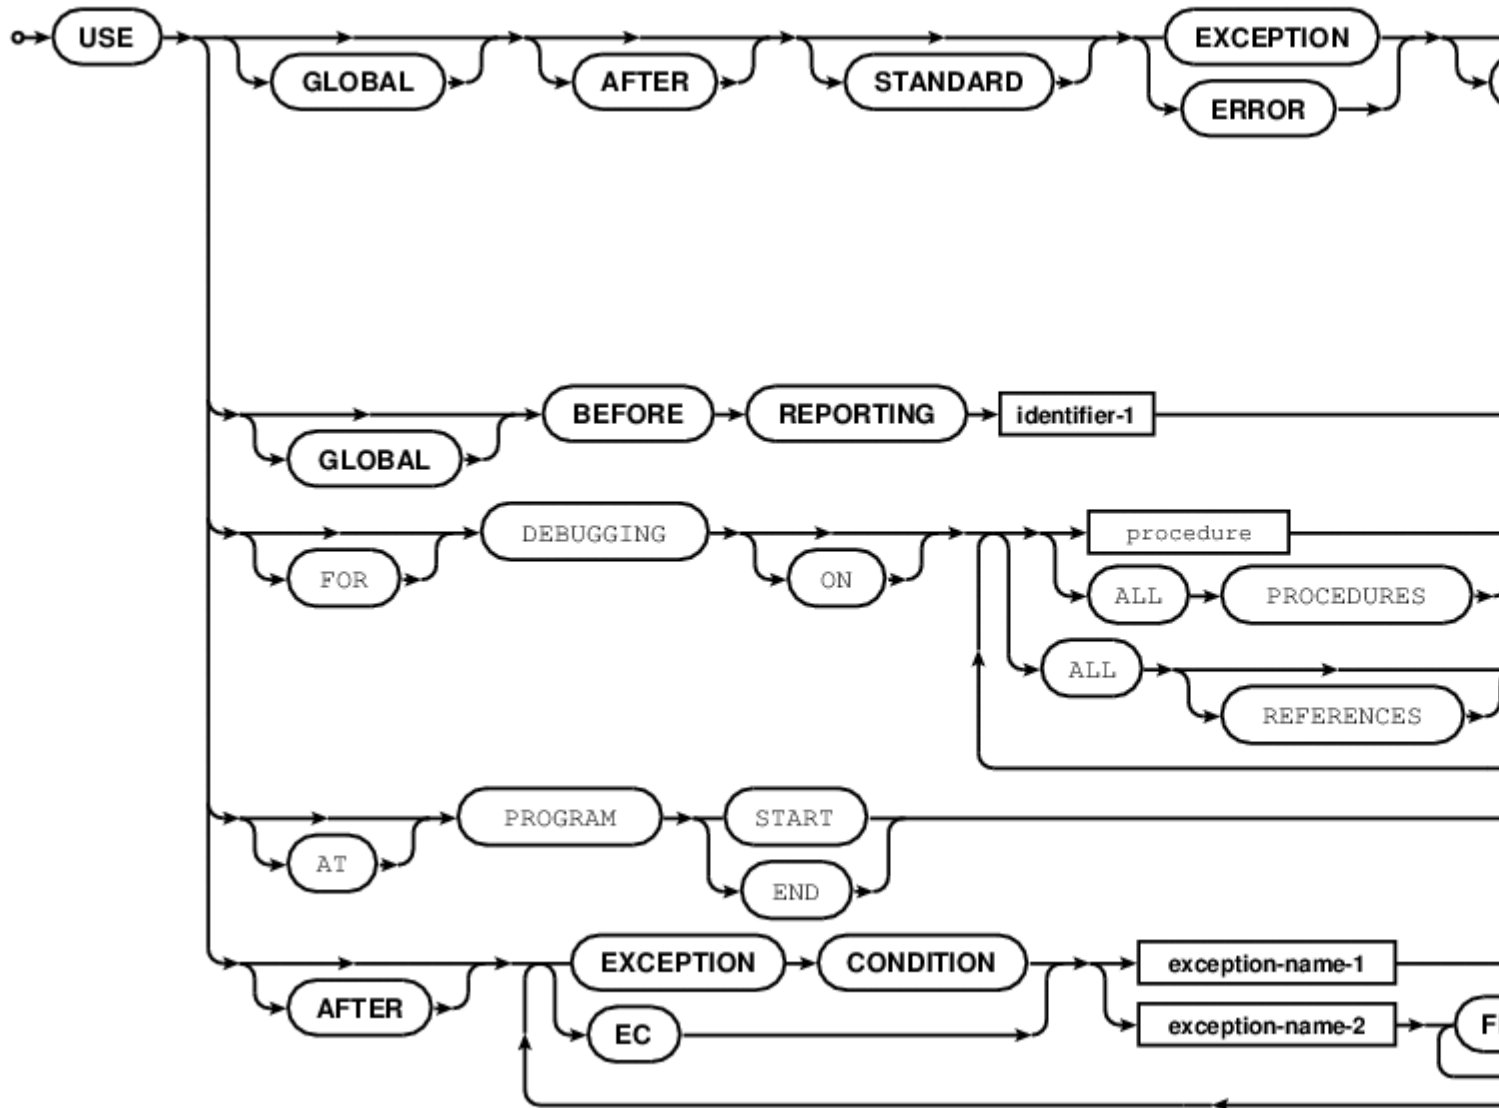 USE EXCEPTION
GLOBAL AFTER STANDARD ERROR
BEFORE REPORTING identifier-1
GLOBAL
DEBUGGING procedure
FOR ON ALL PROCEDURES
ALL
REFERENCES
PROGRAM START
AT END
EXCEPTION CONDITION exception-name-1
AFTER EC exception-name-2